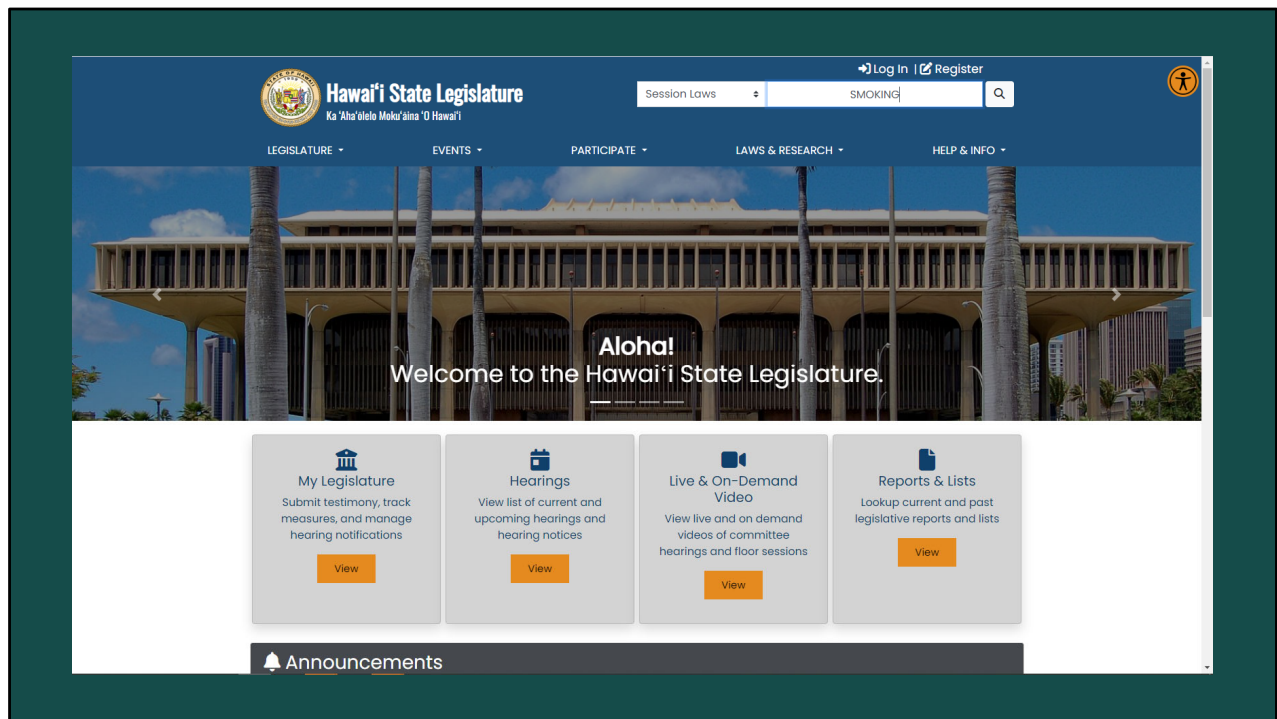 Log In | Register
Hawaiʻi State Legislature
Ka ʻAhaʻōlelo Mokuʻāina ʻO Hawaiʻi
Session Laws
SMOKING
LEGISLATURE
EVENTS
PARTICIPATE
LAWS & RESEARCH
HELP & INFO
Aloha!
Welcome to the Hawaiʻi State Legislature.
My Legislature
Submit testimony, track
measures, and manage
hearing notifications
View
Hearings
View list of current and
upcoming hearings and
hearing notices
View
Live & On-Demand
Video
View live and on demand
videos of committee
hearings and floor sessions
View
Reports & Lists
Lookup current and past
legislative reports and lists
View
Announcements